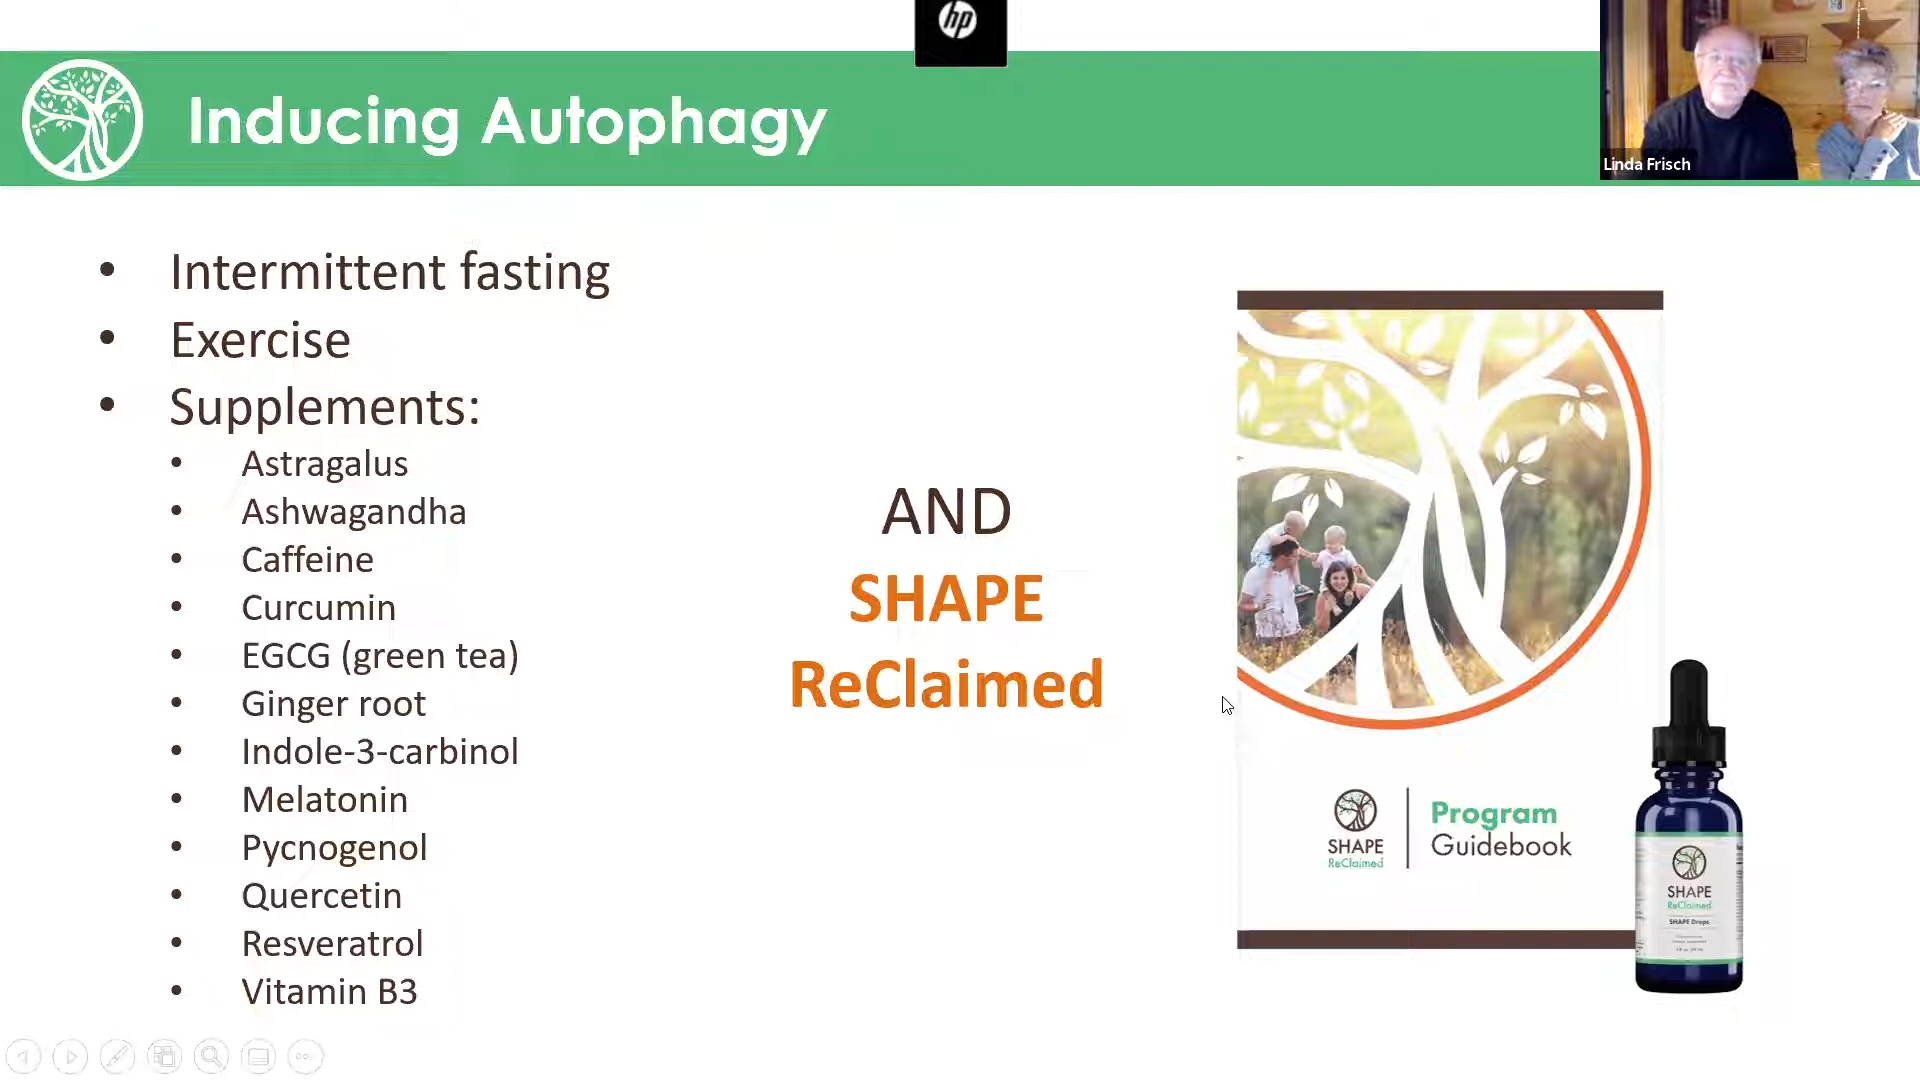 hp
Inducing Autophagy
Linda Frisch
• Intermittent fasting
• Exercise
• Supplements:
• Astragalus
• Ashwagandha
• Caffeine
• Curcumin
• EGCG (green tea)
• Ginger root
• Indole-3-carbinol
• Melatonin
• Pycnogenol
• Quercetin
• Resveratrol
• Vitamin B3
AND
SHAPE
ReClaimed
SHAPE
ReClaimed
Program
Guidebook
SHAPE
ReClaimed
SHAPE Drops